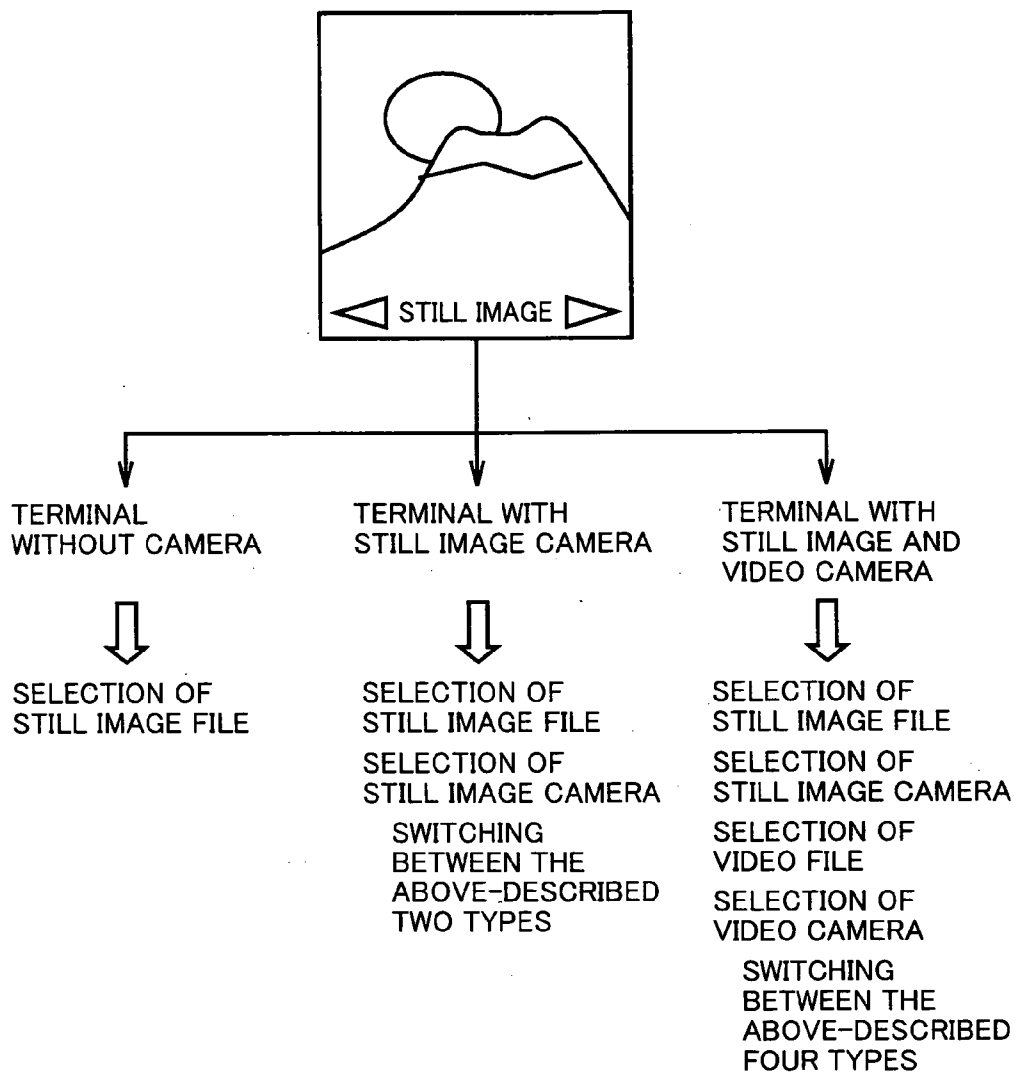 STILL IMAGE
TERMINAL
WITHOUT CAMERA
SELECTION OF
STILL IMAGE FILE
TERMINAL WITH
STILL IMAGE CAMERA
SELECTION OF
STILL IMAGE FILE
SELECTION OF
STILL IMAGE CAMERA
SWITCHING
BETWEEN THE
ABOVE-DESCRIBED
TWO TYPES
TERMINAL WITH
STILL IMAGE AND
VIDEO CAMERA
SELECTION OF
STILL IMAGE FILE
SELECTION OF
STILL IMAGE CAMERA
SELECTION OF
VIDEO FILE
SELECTION OF
VIDEO CAMERA
SWITCHING
BETWEEN THE
ABOVE-DESCRIBED
FOUR TYPES